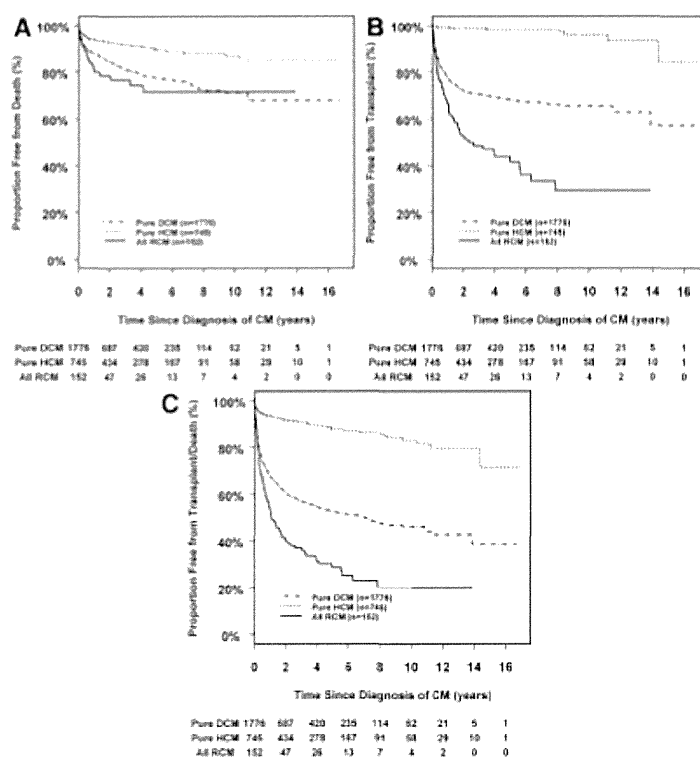 A
Proportion Free from Death (%)
100%
80%
60%
40%
20%
0%
Pure DCM (n=1776)
Pure HCM (n=745)
All RCM (n=152)
0 2 4 6 8 10 12 14 16
Time Since Diagnosis of CM (years)
Pure DCM 1776 687 420 235 114 62 21 5 1
Pure HCM 745 434 278 167 91 58 29 10 1
All RCM 152 47 26 13 7 4 2 0 0
B
Proportion Free from Transplant (%)
100%
80%
60%
40%
20%
0%
Pure DCM (n=1776)
Pure HCM (n=745)
All RCM (n=152)
0 2 4 6 8 10 12 14 16
Time Since Diagnosis of CM (years)
Pure DCM 1776 687 420 235 114 62 21 5 1
Pure HCM 745 434 278 167 91 58 29 10 1
All RCM 152 47 26 13 7 4 2 0 0
C
Proportion Free from Transplant/Death (%)
100%
80%
60%
40%
20%
0%
Pure DCM (n=1776)
Pure HCM (n=745)
All RCM (n=152)
0 2 4 6 8 10 12 14 16
Time Since Diagnosis of CM (years)
Pure DCM 1776 687 420 235 114 62 21 5 1
Pure HCM 745 434 278 167 91 58 29 10 1
All RCM 152 47 26 13 7 4 2 0 0